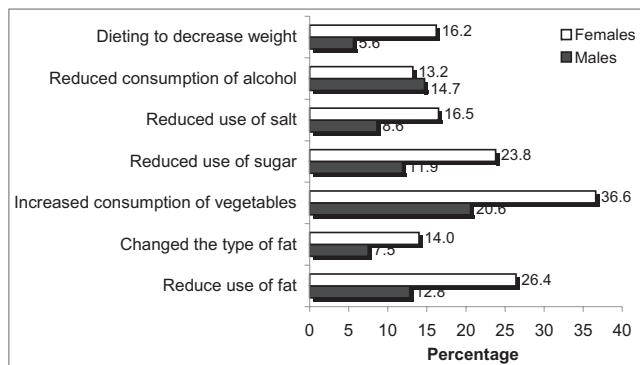 Dieting to decrease weight
16.2
5.6
Females
Males
Reduced consumption of alcohol
13.2
14.7
Reduced use of salt
16.5
8.6
Reduced use of sugar
23.8
11.9
Increased consumption of vegetables
36.6
20.6
Changed the type of fat
14.0
7.5
Reduce use of fat
26.4
12.8
0 5 10 15 20 25 30 35 40
Percentage